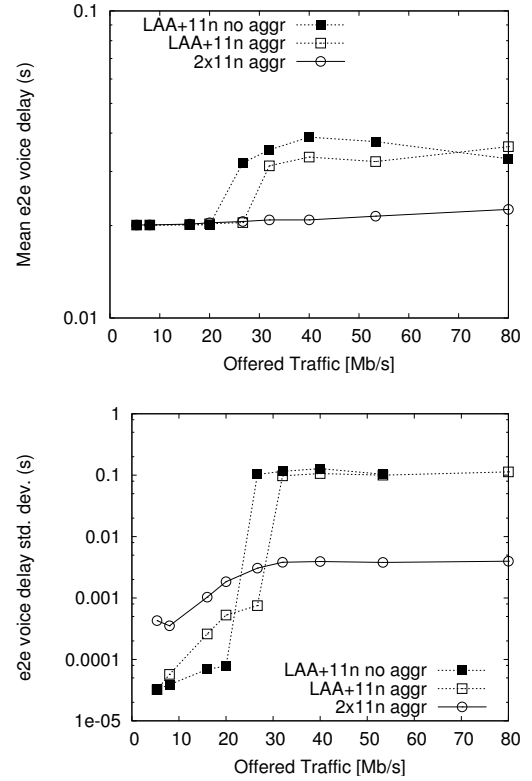 0.1
LAA+11n no aggr
LAA+11n aggr
2x11n aggr
Mean e2e voice delay (s)
0.01
0 10 20 30 40 50 60 70 80
Offered Traffic [Mb/s]
1
0.1
0.01
0.001
0.0001
1e-05
e2e voice delay std. dev. (s)
LAA+11n no aggr
LAA+11n aggr
2x11n aggr
0 10 20 30 40 50 60 70 80
Offered Traffic [Mb/s]